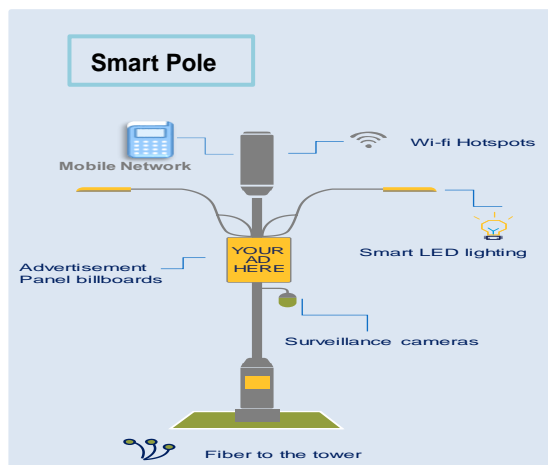 Smart Pole
Mobile Network
Wi-fi Hotspots
YOUR
AD
HERE
Smart LED lighting
Advertisement
Panel billboards
Surveillance cameras
Fiber to the tower